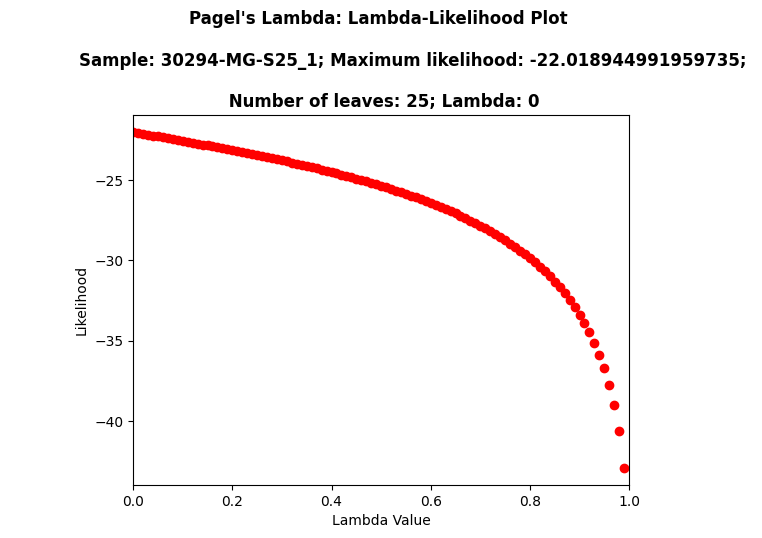 Pagel's Lambda: Lambda-Likelihood Plot
Sample: 30294-MG-S25_1; Maximum likelihood: -22.018944991959735;
Number of leaves: 25; Lambda: 0
Likelihood
−25
−30
−35
−40
0.0 0.2 0.4 0.6 0.8 1.0
Lambda Value